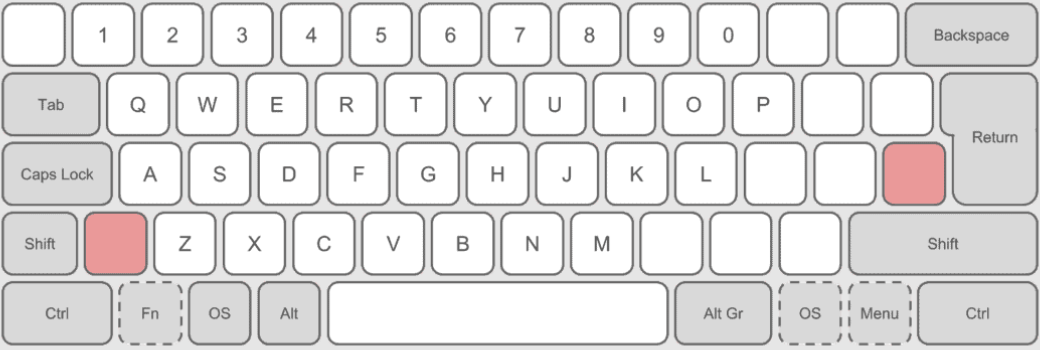 1 2 3 4 5 6 7 8 9 0 Backspace
Tab Q W E R T Y U I O P Return
Caps Lock A S D F G H J K L
Shift Z X C V B N M Shift
Ctrl Fn OS Alt Alt Gr OS Menu Ctrl